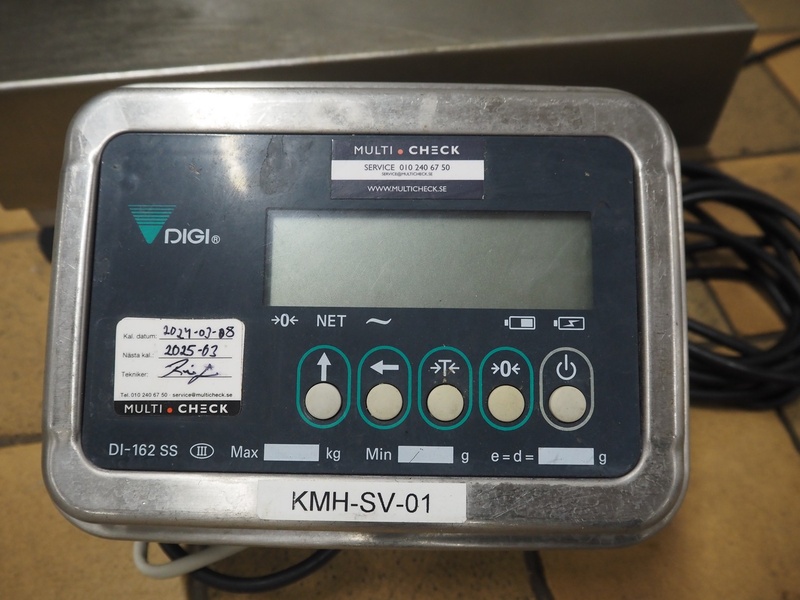 MULTI • CHECK
SERVICE 010 240 67 50
SERVICE@MULTICHECK.SE
WWW.MULTICHECK.SE
DIGI®
→0← NET ~
Kal. datum: 2024-03-08
Nästa kal.: 2025-03
Tekniker:
Tel. 010 240 67 50 service@multicheck.se
MULTI • CHECK
→T← →0←
DI-162 SS III Max kg Min g e=d= g
KMH-SV-01